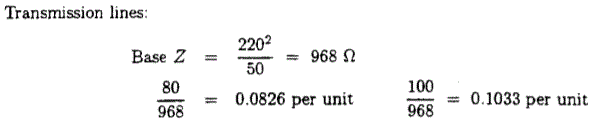 Transmission lines:
Base Z = 220²/50 = 968 Ω
80/968 = 0.0826 per unit 100/968 = 0.1033 per unit